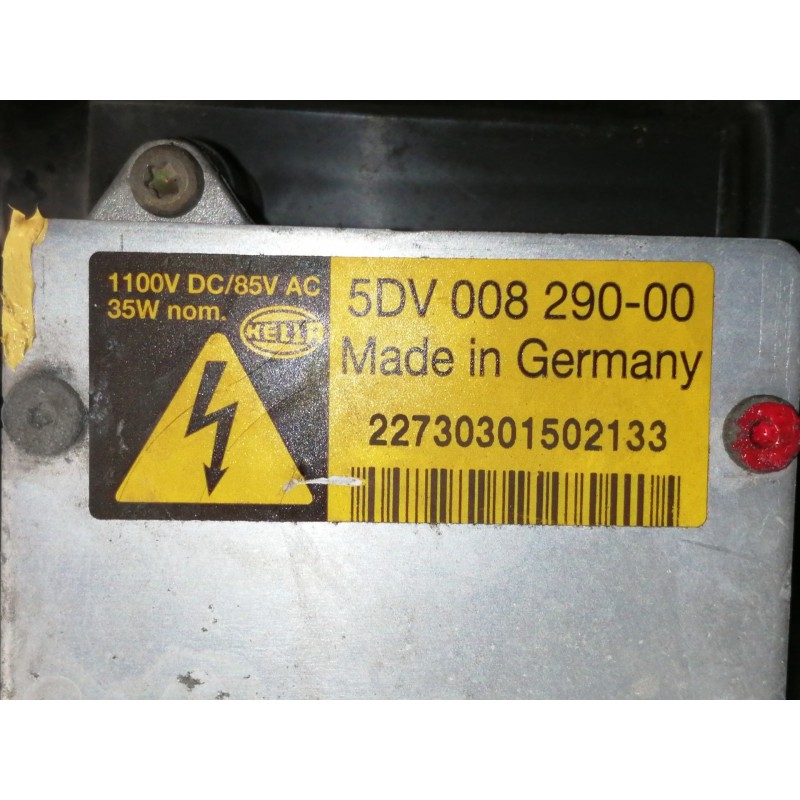 1100V DC/85V AC
35W nom.
HELLA
5DV 008 290-00
Made in Germany
22730301502133